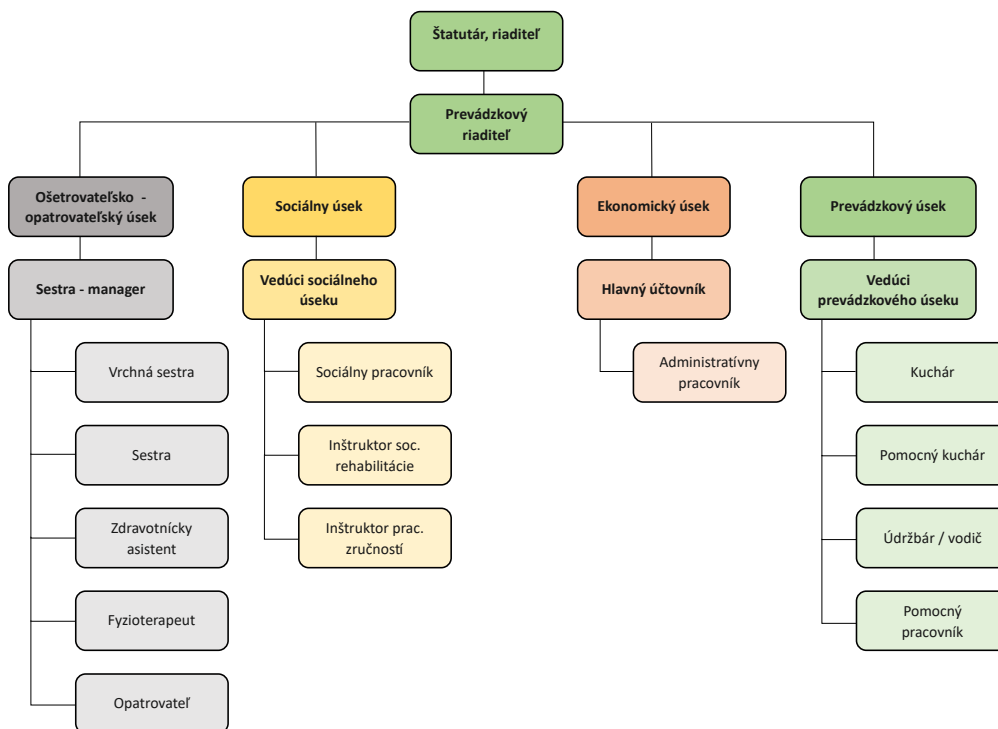 Štatutár, riaditeľ
Prevádzkový
riaditeľ
Ošetrovateľsko -
opatrovateľský úsek
Sociálny úsek
Ekonomický úsek
Prevádzkový úsek
Sestra - manager
Vedúci sociálneho
úseku
Hlavný účtovník
Vedúci
prevádzkového úseku
Vrchná sestra
Sestra
Zdravotnícky
asistent
Fyzioterapeut
Opatrovateľ
Sociálny pracovník
Inštruktor soc.
rehabilitácie
Inštruktor prac.
zručností
Administratívny
pracovník
Kuchár
Pomocný kuchár
Údržbár / vodič
Pomocný
pracovník